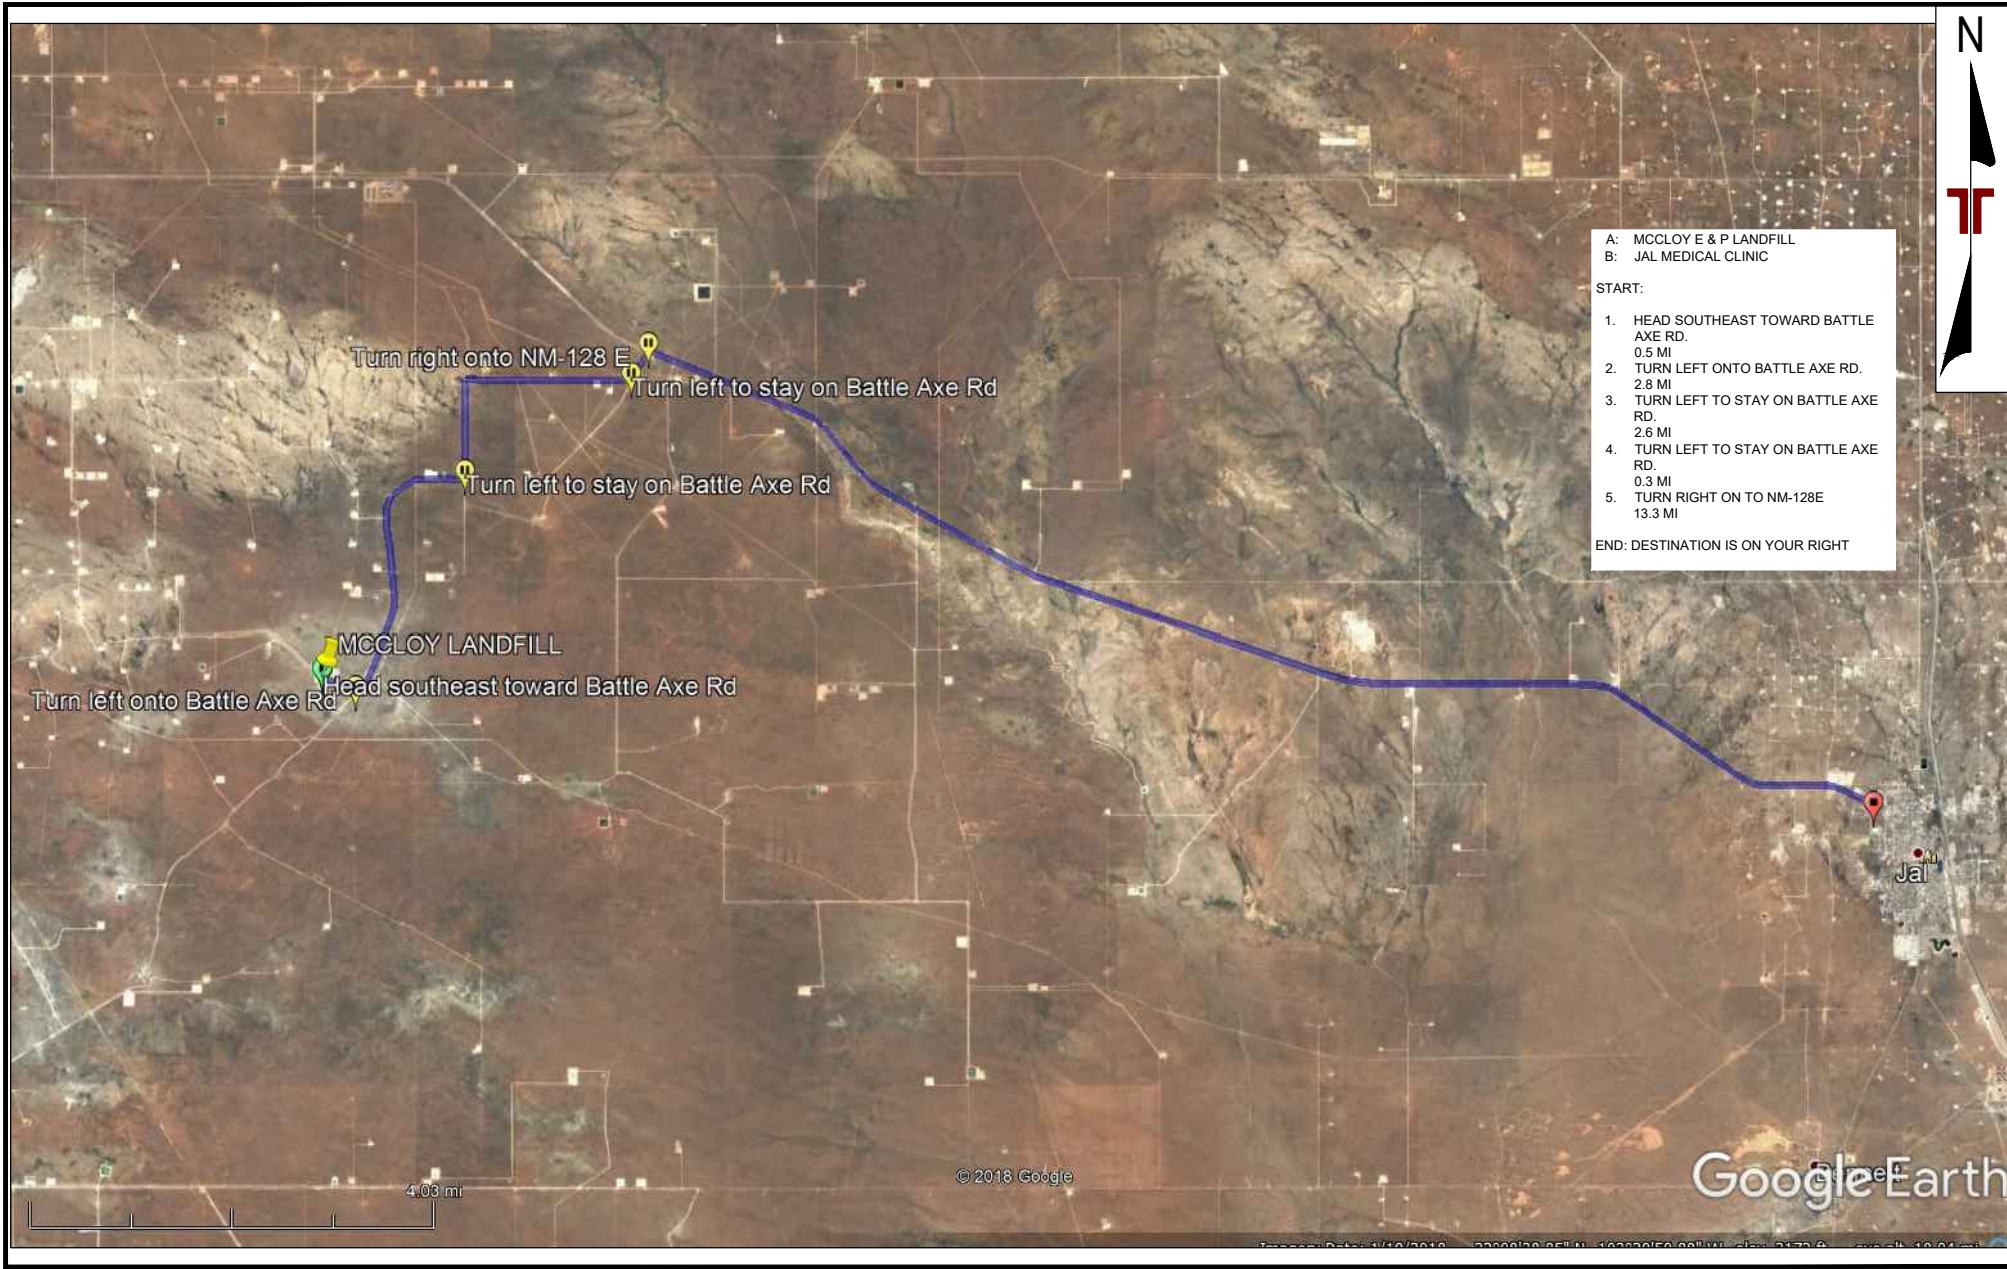 N
A: MCCLOY E & P LANDFILL
B: JAL MEDICAL CLINIC
START:
1. HEAD SOUTHEAST TOWARD BATTLE
AXE RD.
0.5 MI
2. TURN LEFT ONTO BATTLE AXE RD.
2.8 MI
3. TURN LEFT TO STAY ON BATTLE AXE
RD.
2.6 MI
4. TURN LEFT TO STAY ON BATTLE AXE
RD.
0.3 MI
5. TURN RIGHT ON TO NM-128E
13.3 MI
END: DESTINATION IS ON YOUR RIGHT
Turn right onto NM-128 E
Turn left to stay on Battle Axe Rd
Turn left to stay on Battle Axe Rd
MCCLOY LANDFILL
Head southeast toward Battle Axe Rd
Turn left onto Battle Axe Rd
Jal
© 2018 Google
4.03 mi
Google Earth